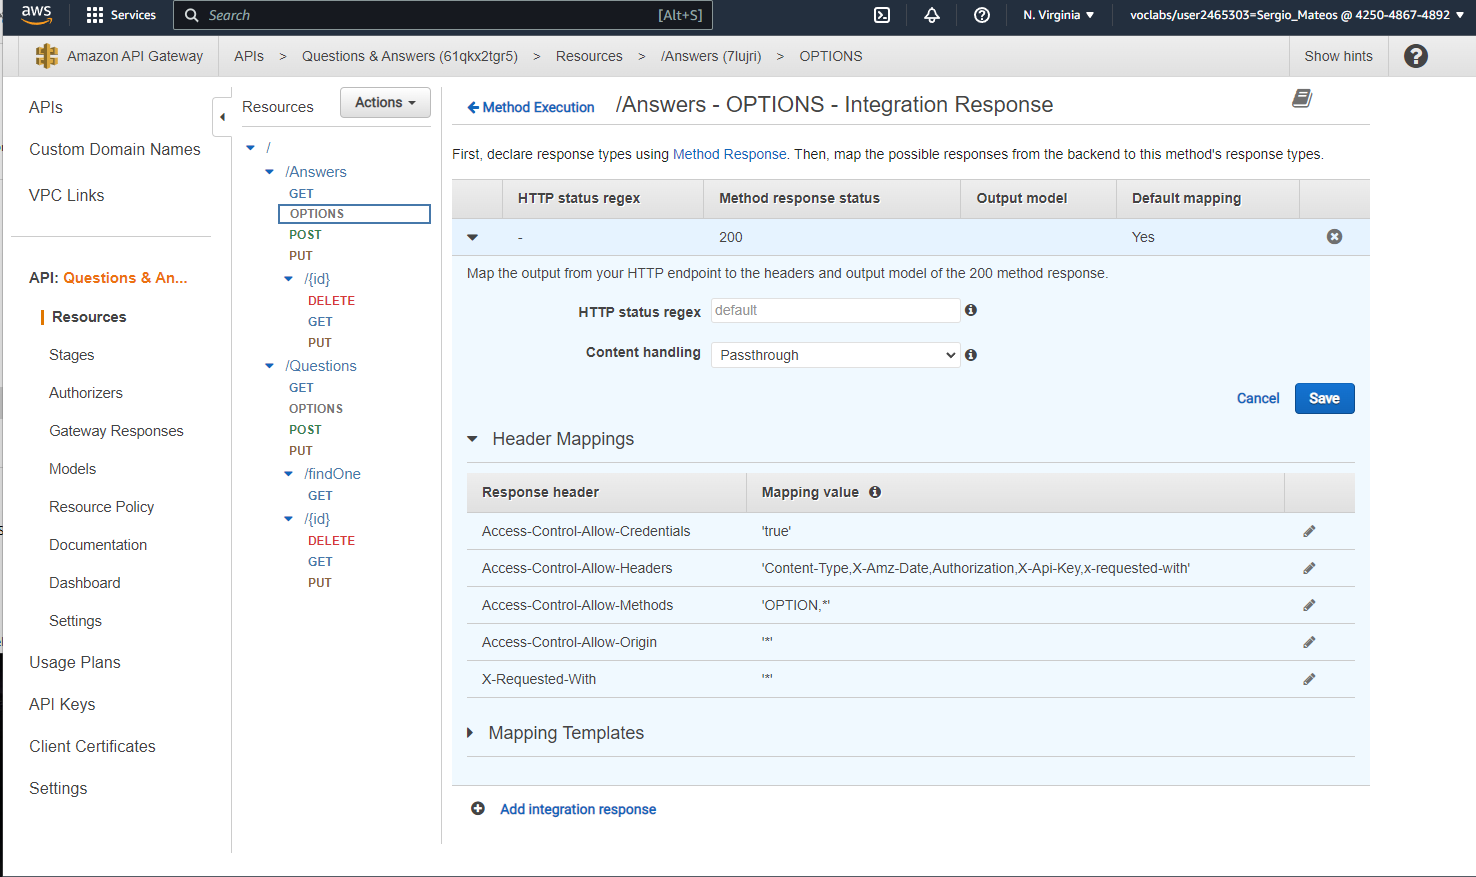 aws Services Search [Alt+S] N. Virginia voclabs/user2465303=Sergio_Mateos @ 4250-4867-4892
Amazon API Gateway APIs > Questions & Answers (61qkx2tgr5) > Resources > /Answers (7lujri) > OPTIONS Show hints
APIs
Custom Domain Names
VPC Links
API: Questions & An...
Resources
Stages
Authorizers
Gateway Responses
Models
Resource Policy
Documentation
Dashboard
Settings
Usage Plans
API Keys
Client Certificates
Settings
Resources Actions
/
/Answers
GET
OPTIONS
POST
PUT
/{id}
DELETE
GET
PUT
/Questions
GET
OPTIONS
POST
PUT
/findOne
GET
/{id}
DELETE
GET
PUT
Method Execution /Answers - OPTIONS - Integration Response
First, declare response types using Method Response. Then, map the possible responses from the backend to this method's response types.
HTTP status regex Method response status Output model Default mapping
- 200 Yes
Map the output from your HTTP endpoint to the headers and output model of the 200 method response.
HTTP status regex default
Content handling Passthrough
Cancel Save
Header Mappings
Response header Mapping value
Access-Control-Allow-Credentials 'true'
Access-Control-Allow-Headers 'Content-Type,X-Amz-Date,Authorization,X-Api-Key,x-requested-with'
Access-Control-Allow-Methods 'OPTION,*'
Access-Control-Allow-Origin '*'
X-Requested-With '*'
Mapping Templates
Add integration response